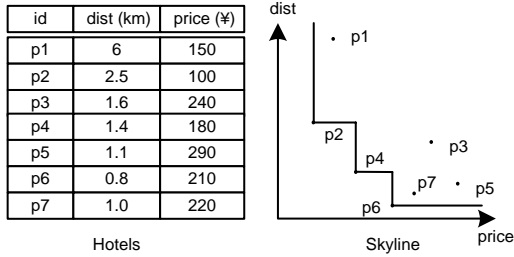 id dist (km) price (¥)
p1 6 150
p2 2.5 100
p3 1.6 240
p4 1.4 180
p5 1.1 290
p6 0.8 210
p7 1.0 220
Hotels
dist
p1
p2
p3
p4
p7
p5
p6
price
Skyline